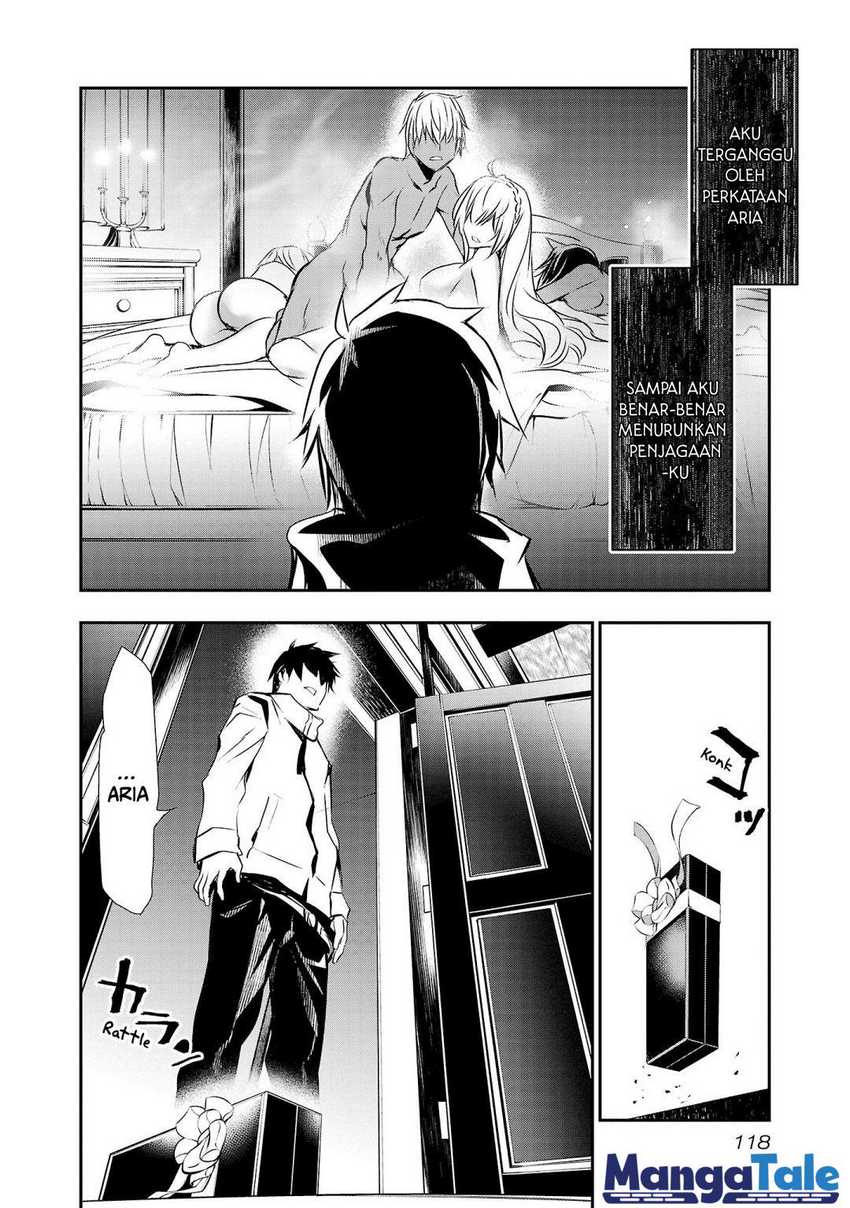 AKU
TERGANGGU
OLEH
PERKATAAN
ARIA
SAMPAI AKU
BENAR-BENAR
MENURUNKAN
PENJAGAAN
-KU
コッ
Konk
...
ARIA
カラン
Rattle
118
MangaTale